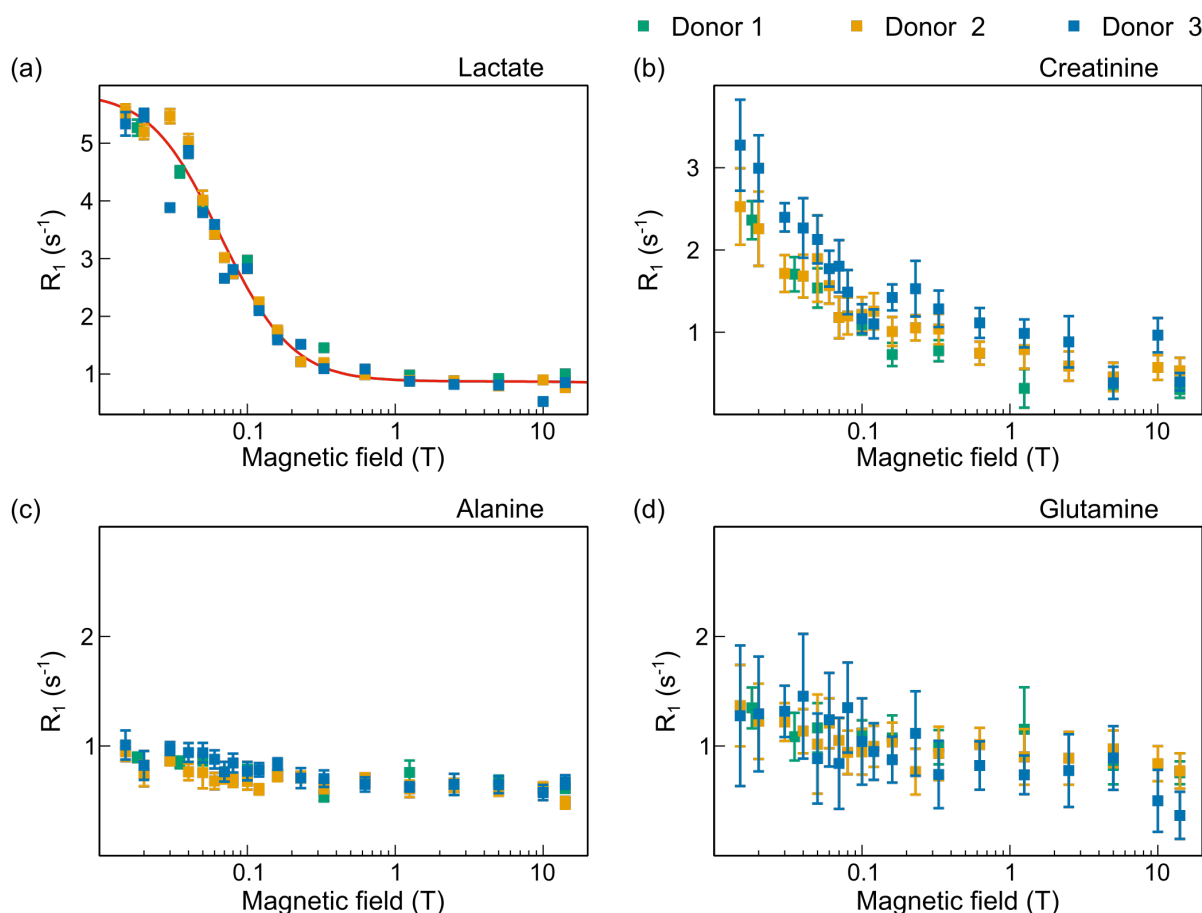 Donor 1 Donor 2 Donor 3
(a) Lactate
5
4
3
2
1
R₁ (s⁻¹)
0.1 1 10
Magnetic field (T)
(b) Creatinine
3
2
1
R₁ (s⁻¹)
0.1 1 10
Magnetic field (T)
(c) Alanine
2
1
R₁ (s⁻¹)
0.1 1 10
Magnetic field (T)
(d) Glutamine
2
1
R₁ (s⁻¹)
0.1 1 10
Magnetic field (T)